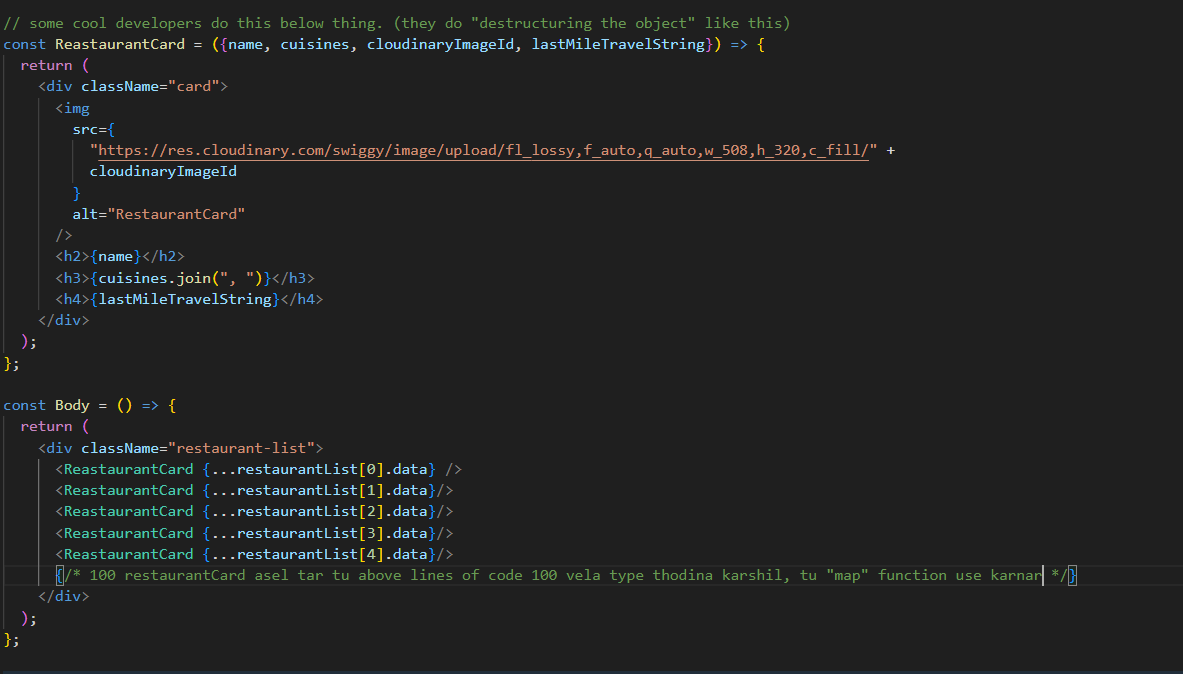 // some cool developers do this below thing. (they do "destructuring the object" like this)
const ReastaurantCard = ({name, cuisines, cloudinaryImageId, lastMileTravelString}) => {
  return (
    <div className="card">
      <img
        src={
          "https://res.cloudinary.com/swiggy/image/upload/fl_lossy,f_auto,q_auto,w_508,h_320,c_fill/" +
          cloudinaryImageId
        }
        alt="RestaurantCard"
      />
      <h2>{name}</h2>
      <h3>{cuisines.join(", ")}</h3>
      <h4>{lastMileTravelString}</h4>
    </div>
  );
};

const Body = () => {
  return (
    <div className="restaurant-list">
      <ReastaurantCard {...restaurantList[0].data} />
      <ReastaurantCard {...restaurantList[1].data}/>
      <ReastaurantCard {...restaurantList[2].data}/>
      <ReastaurantCard {...restaurantList[3].data}/>
      <ReastaurantCard {...restaurantList[4].data}/>
      {/* 100 restaurantCard asel tar tu above lines of code 100 vela type thodina karshil, tu "map" function use karnar */}
    </div>
  );
};